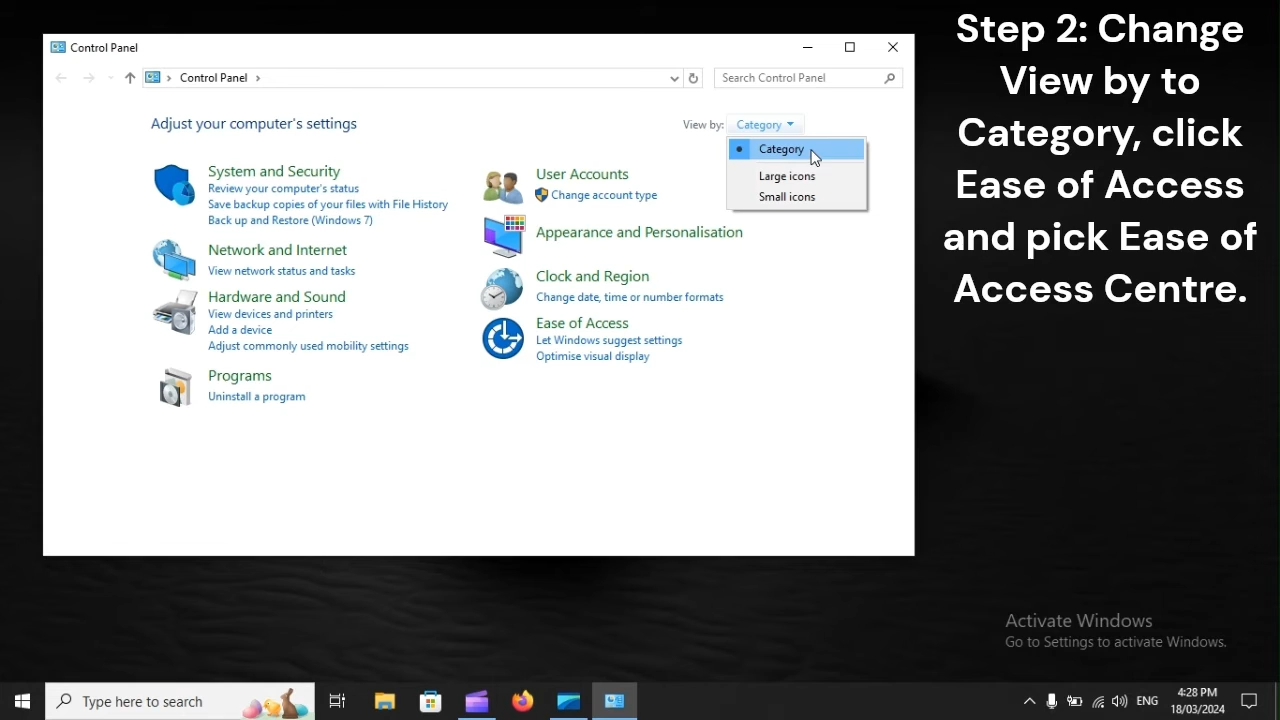 Step 2: Change
View by to
Category, click
Ease of Access
and pick Ease of
Access Centre.
Control Panel
Control Panel
Search Control Panel
Adjust your computer's settings
View by: Category
Category
Large icons
Small icons
System and Security
Review your computer's status
Save backup copies of your files with File History
Back up and Restore (Windows 7)
Network and Internet
View network status and tasks
Hardware and Sound
View devices and printers
Add a device
Adjust commonly used mobility settings
Programs
Uninstall a program
User Accounts
Change account type
Appearance and Personalisation
Clock and Region
Change date, time or number formats
Ease of Access
Let Windows suggest settings
Optimise visual display
Activate Windows
Go to Settings to activate Windows.
Type here to search
ENG
4:28 PM
18/03/2024